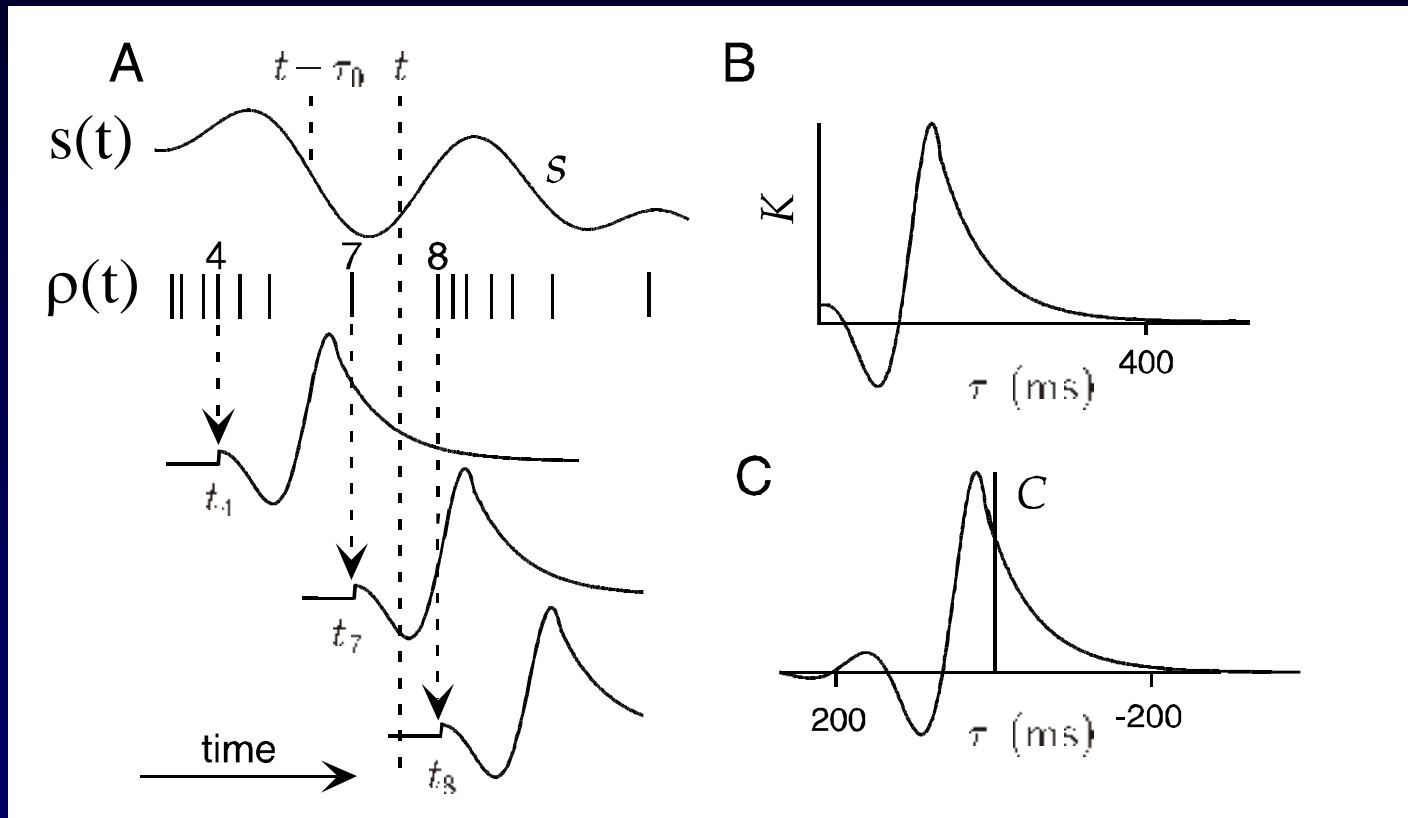 A
t − τ₀ t
s(t)
s
4 7 8
ρ(t)
t₄
t₇
t₈
time
B
K
400
τ (ms)
C
C
200 -200
τ (ms)